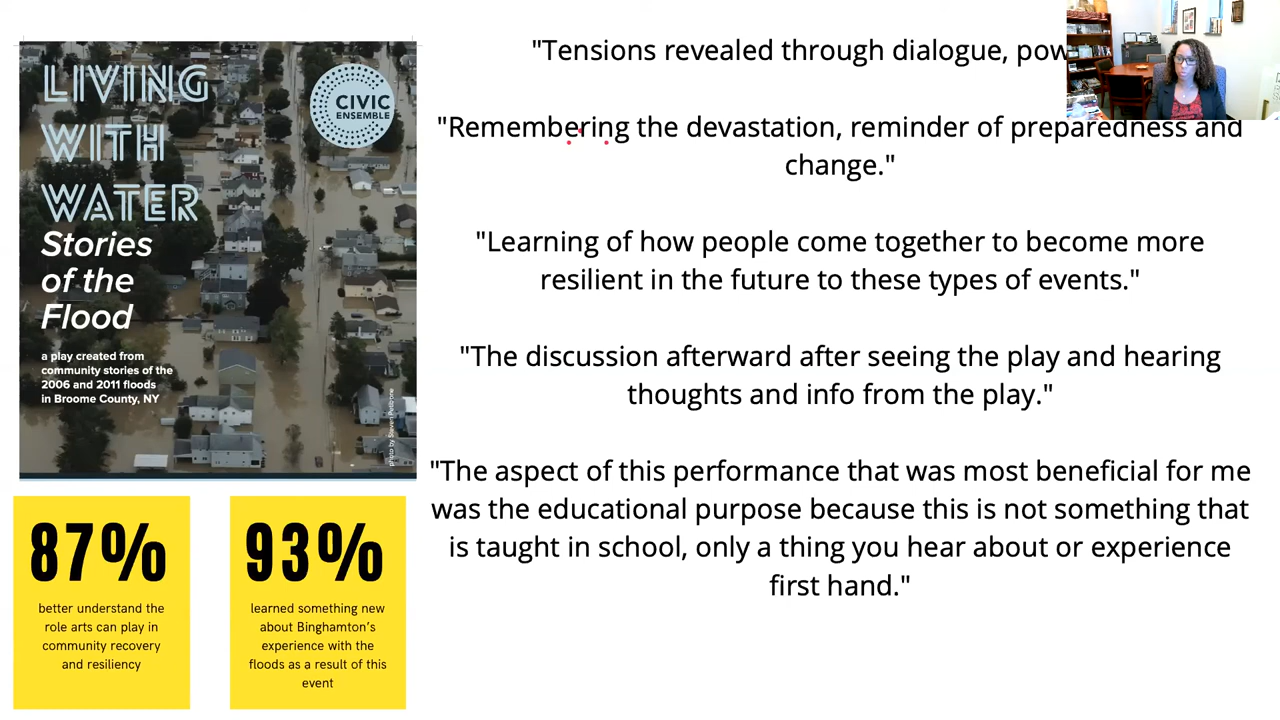 LIVING
WITH
WATER
Stories
of the
Flood
a play created from
community stories of the
2006 and 2011 floods
in Broome County, NY
CIVIC
ENSEMBLE
87%
better understand the
role arts can play in
community recovery
and resiliency
93%
learned something new
about Binghamton's
experience with the
floods as a result of this
event
"Tensions revealed through dialogue,
"Remembering the devastation, reminder of preparedness and
change."
"Learning of how people come together to become more
resilient in the future to these types of events."
"The discussion afterward after seeing the play and hearing
thoughts and info from the play."
"The aspect of this performance that was most beneficial for me
was the educational purpose because this is not something that
is taught in school, only a thing you hear about or experience
first hand."